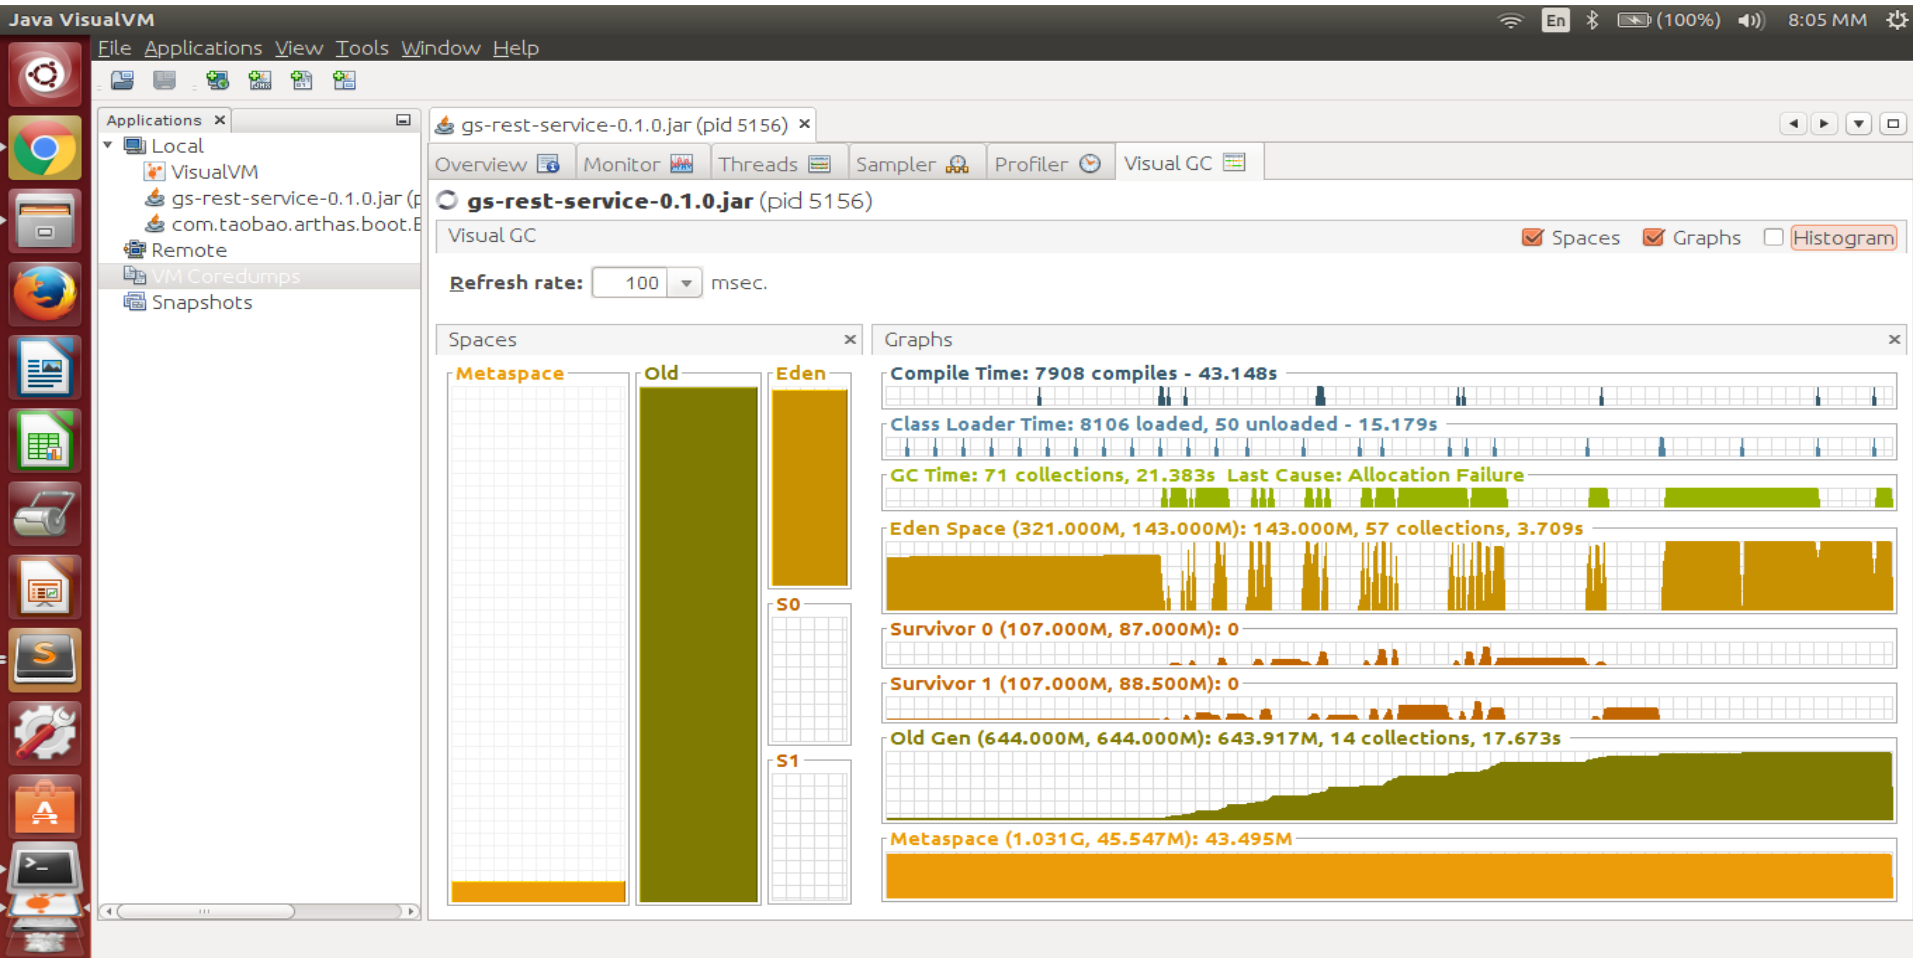 Java VisualVM
En (100%) 8:05 MM
File Applications View Tools Window Help
Applications
Local
VisualVM
gs-rest-service-0.1.0.jar (p
com.taobao.arthas.boot.B
Remote
VM Coredumps
Snapshots
gs-rest-service-0.1.0.jar (pid 5156)
Overview Monitor Threads Sampler Profiler Visual GC
gs-rest-service-0.1.0.jar (pid 5156)
Visual GC Spaces Graphs Histogram
Refresh rate: 100 msec.
Spaces
Metaspace Old Eden
S0
S1
Graphs
Compile Time: 7908 compiles - 43.148s
Class Loader Time: 8106 loaded, 50 unloaded - 15.179s
GC Time: 71 collections, 21.383s Last Cause: Allocation Failure
Eden Space (321.000M, 143.000M): 143.000M, 57 collections, 3.709s
Survivor 0 (107.000M, 87.000M): 0
Survivor 1 (107.000M, 88.500M): 0
Old Gen (644.000M, 644.000M): 643.917M, 14 collections, 17.673s
Metaspace (1.031G, 45.547M): 43.495M